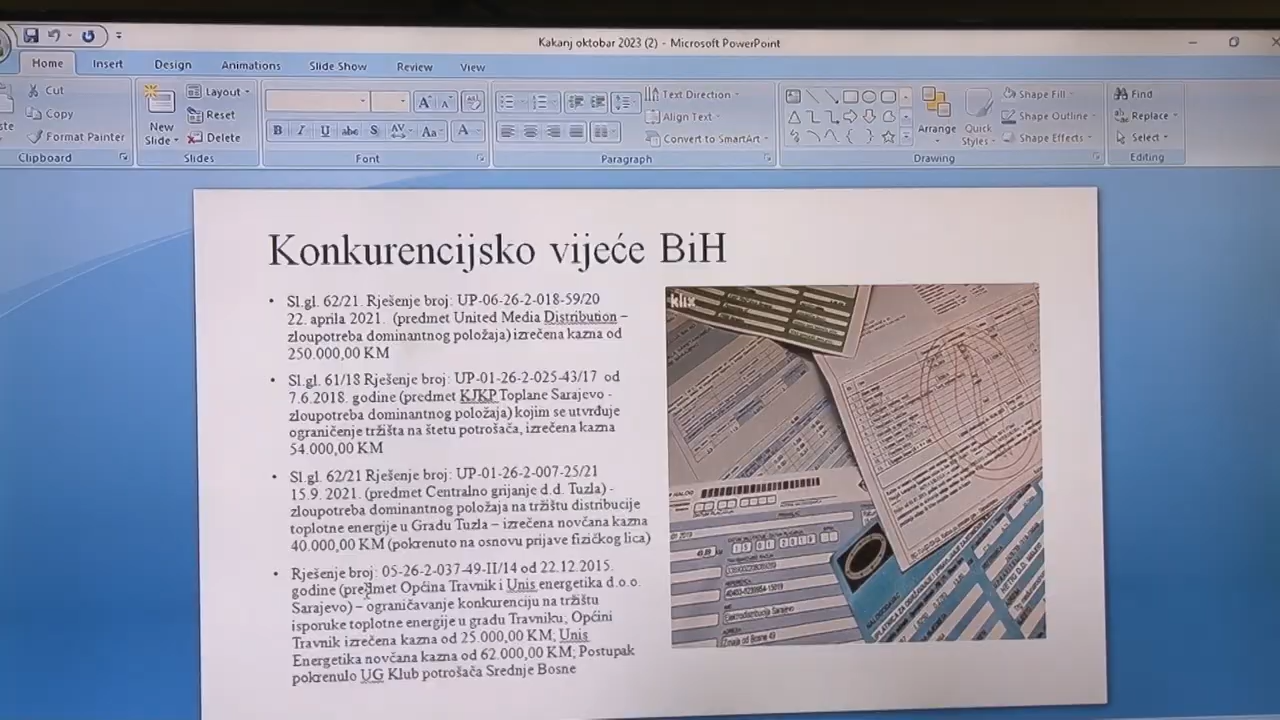 Kakanj oktobar 2023 (2) - Microsoft PowerPoint
Home Insert Design Animations Slide Show Review View
Cut
Copy
Format Painter
Clipboard
New
Slide
Layout
Reset
Delete
Slides
Font
Text Direction
Align Text
Convert to SmartArt
Paragraph
Arrange
Quick
Styles
Shape Fill
Shape Outline
Shape Effects
Drawing
Find
Replace
Select
Editing
Konkurencijsko vijeće BiH
• Sl.gl. 62/21. Rješenje broj: UP-06-26-2-018-59/20
22. aprila 2021. (predmet United Media Distribution –
zloupotreba dominantnog položaja) izrečena kazna od
250.000,00 KM
• Sl.gl. 61/18 Rješenje broj: UP-01-26-2-025-43/17 od
7.6.2018. godine (predmet KJKP Toplane Sarajevo -
zloupotreba dominantnog položaja) kojim se utvrđuje
ograničenje tržišta na štetu potrošača, izrečena kazna
54.000,00 KM
• Sl.gl. 62/21 Rješenje broj: UP-01-26-2-007-25/21
15.9. 2021. (predmet Centralno grijanje d.d. Tuzla) -
zloupotreba dominantnog položaja na tržištu distribucije
toplotne energije u Gradu Tuzla – izrečena novčana kazna
40.000,00 KM (pokrenuto na osnovu prijave fizičkog lica)
• Rješenje broj: 05-26-2-037-49-II/14 od 22.12.2015.
godine (predmet Općina Travnik i Unis energetika d.o.o.
Sarajevo) – ograničavanje konkurenciju na tržištu
isporuke toplotne energije u gradu Travniku, Općini
Travnik izrečena kazna od 25.000,00 KM; Unis
Energetika novčana kazna od 62.000,00 KM; Postupak
pokrenulo UG Klub potrošača Srednje Bosne
klix
Elektrodistribucija Sarajevo
Zmaja od Bosne 49